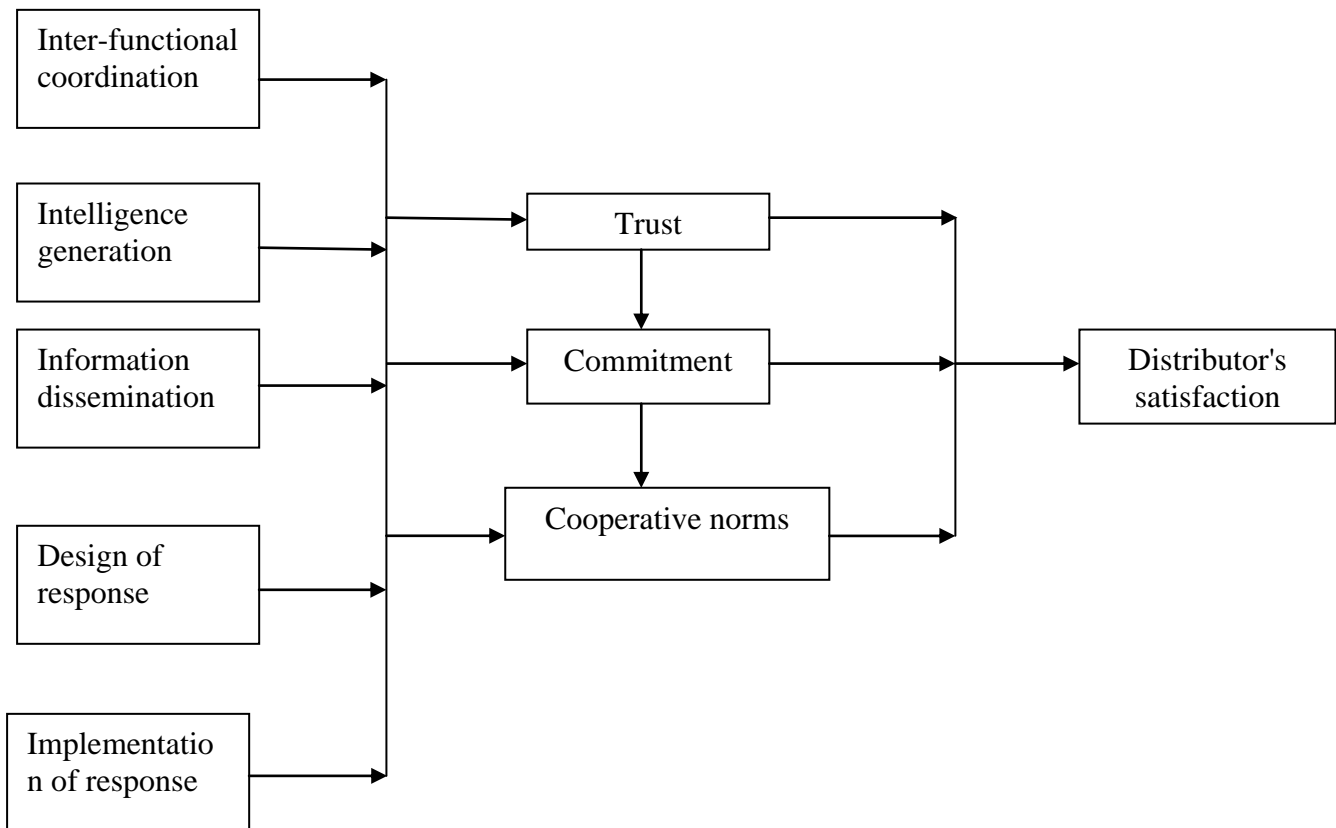 Inter-functional
coordination
Intelligence
generation
Information
dissemination
Design of
response
Implementatio
n of response
Trust
Commitment
Cooperative norms
Distributor's
satisfaction